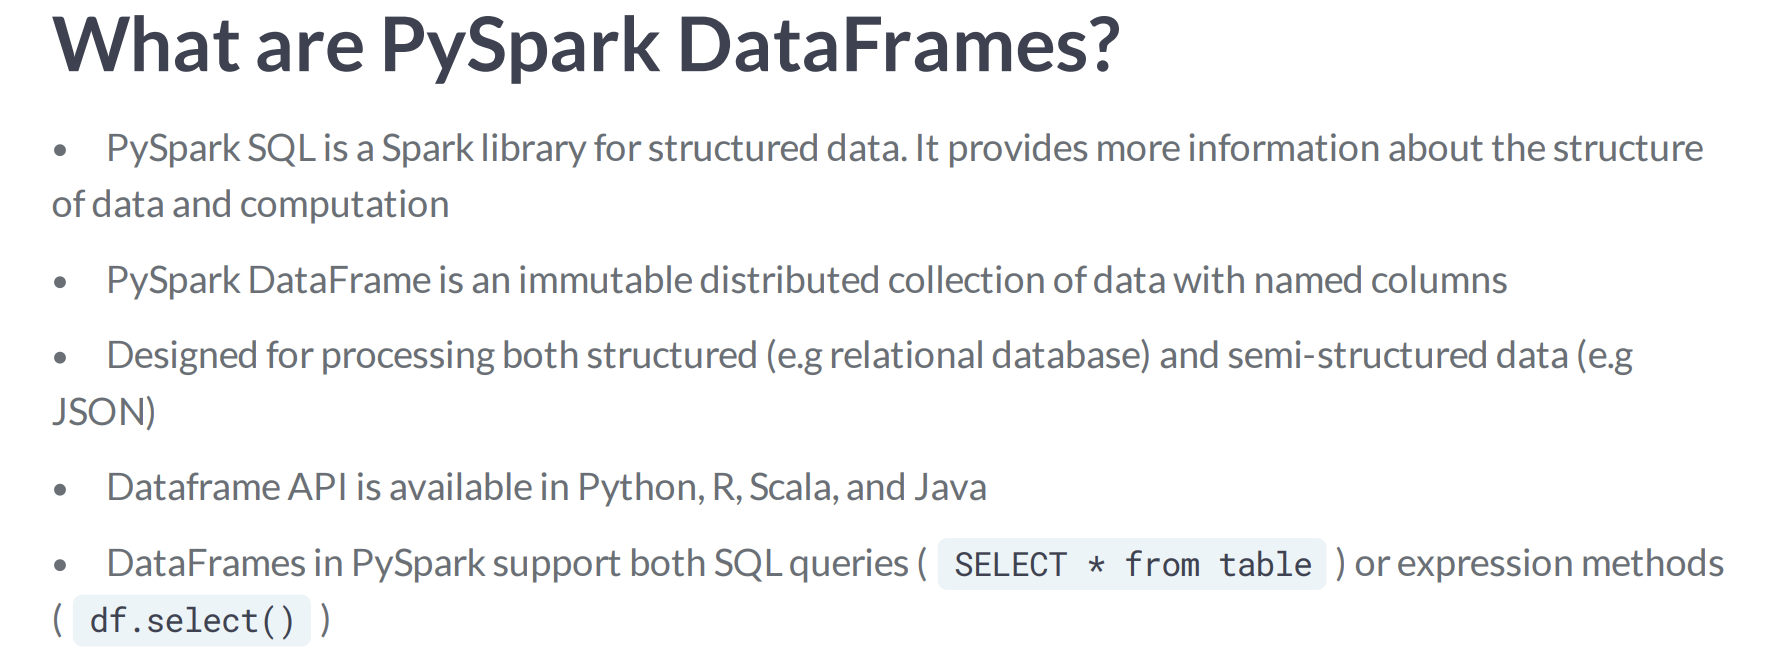 What are PySpark DataFrames?
• PySpark SQL is a Spark library for structured data. It provides more information about the structure
of data and computation
• PySpark DataFrame is an immutable distributed collection of data with named columns
• Designed for processing both structured (e.g relational database) and semi-structured data (e.g
JSON)
• Dataframe API is available in Python, R, Scala, and Java
• DataFrames in PySpark support both SQL queries ( SELECT * from table ) or expression methods
( df.select() )